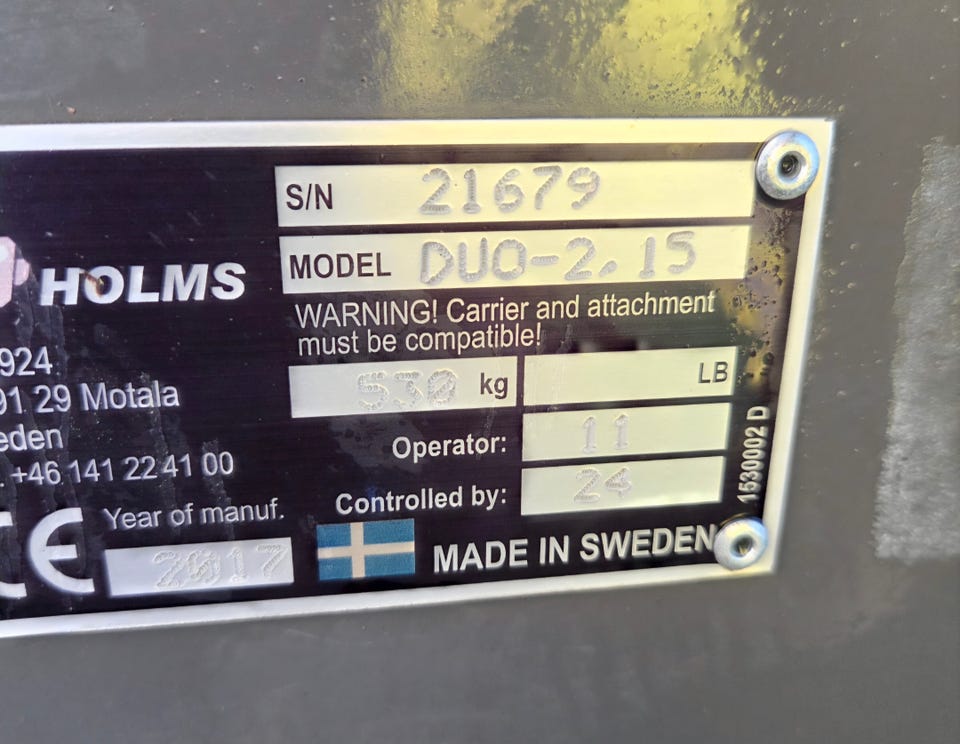 S/N 21679
MODEL DUO-2.15
HOLMS
WARNING! Carrier and attachment
must be compatible!
924
91 29 Motala
eden
. +46 141 22 41 00
530 kg
LB
Operator: 11
Controlled by: 24
1530002 D
CE
Year of manuf.
2017
MADE IN SWEDEN